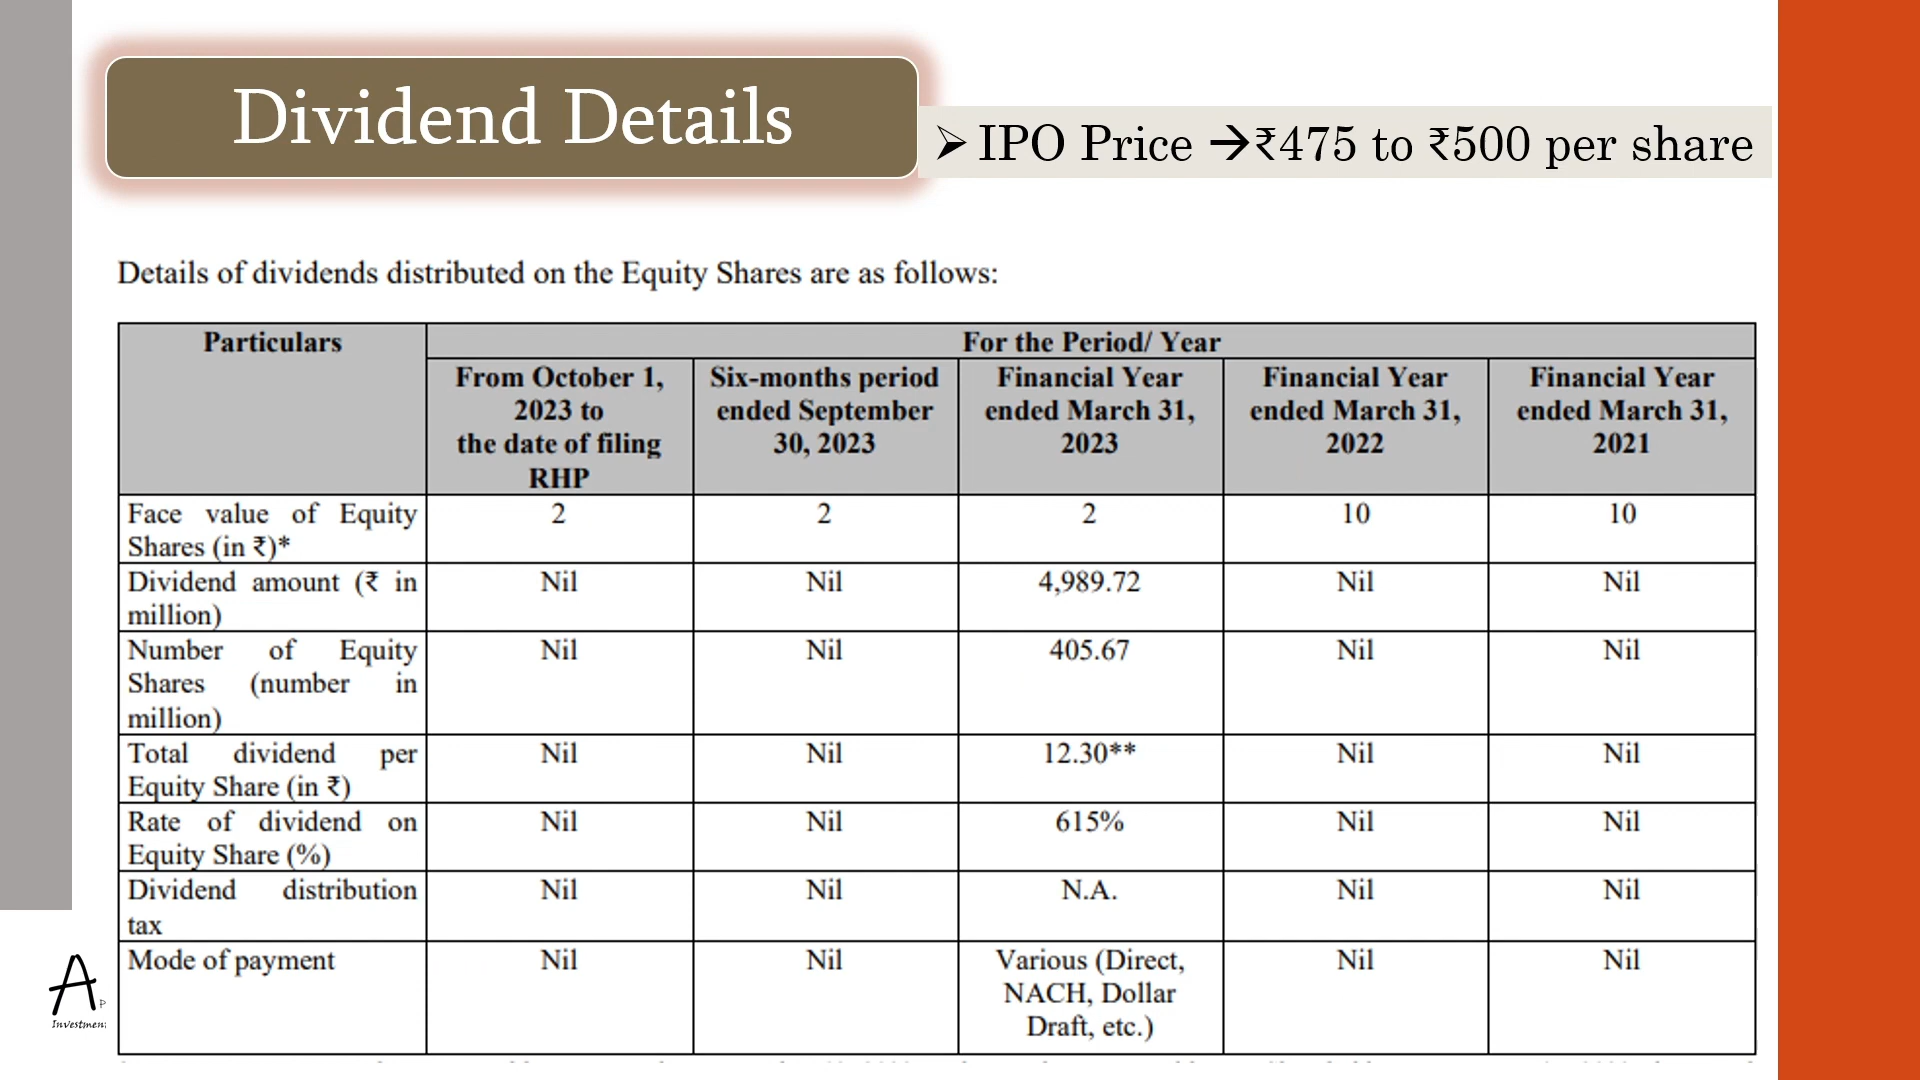 Dividend Details
➢ IPO Price →₹475 to ₹500 per share
Details of dividends distributed on the Equity Shares are as follows:
Particulars
For the Period/ Year
From October 1,
2023 to
the date of filing
RHP
Six-months period
ended September
30, 2023
Financial Year
ended March 31,
2023
Financial Year
ended March 31,
2022
Financial Year
ended March 31,
2021
Face value of Equity
Shares (in ₹)*
2
2
2
10
10
Dividend amount (₹ in
million)
Nil
Nil
4,989.72
Nil
Nil
Number of Equity
Shares (number in
million)
Nil
Nil
405.67
Nil
Nil
Total dividend per
Equity Share (in ₹)
Nil
Nil
12.30**
Nil
Nil
Rate of dividend on
Equity Share (%)
Nil
Nil
615%
Nil
Nil
Dividend distribution
tax
Nil
Nil
N.A.
Nil
Nil
Mode of payment
Nil
Nil
Various (Direct,
NACH, Dollar
Draft, etc.)
Nil
Nil
A P